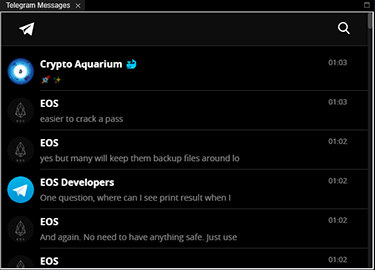 Telegram Messages
Crypto Aquarium 🐳
01:03
EOS
01:03
easier to crack a pass
EOS
01:02
yes but many will keep them backup files around lo
EOS Developers
01:02
One question, where can I see print result when I
EOS
01:02
And again. No need to have anything safe. Just use
EOS
01:02